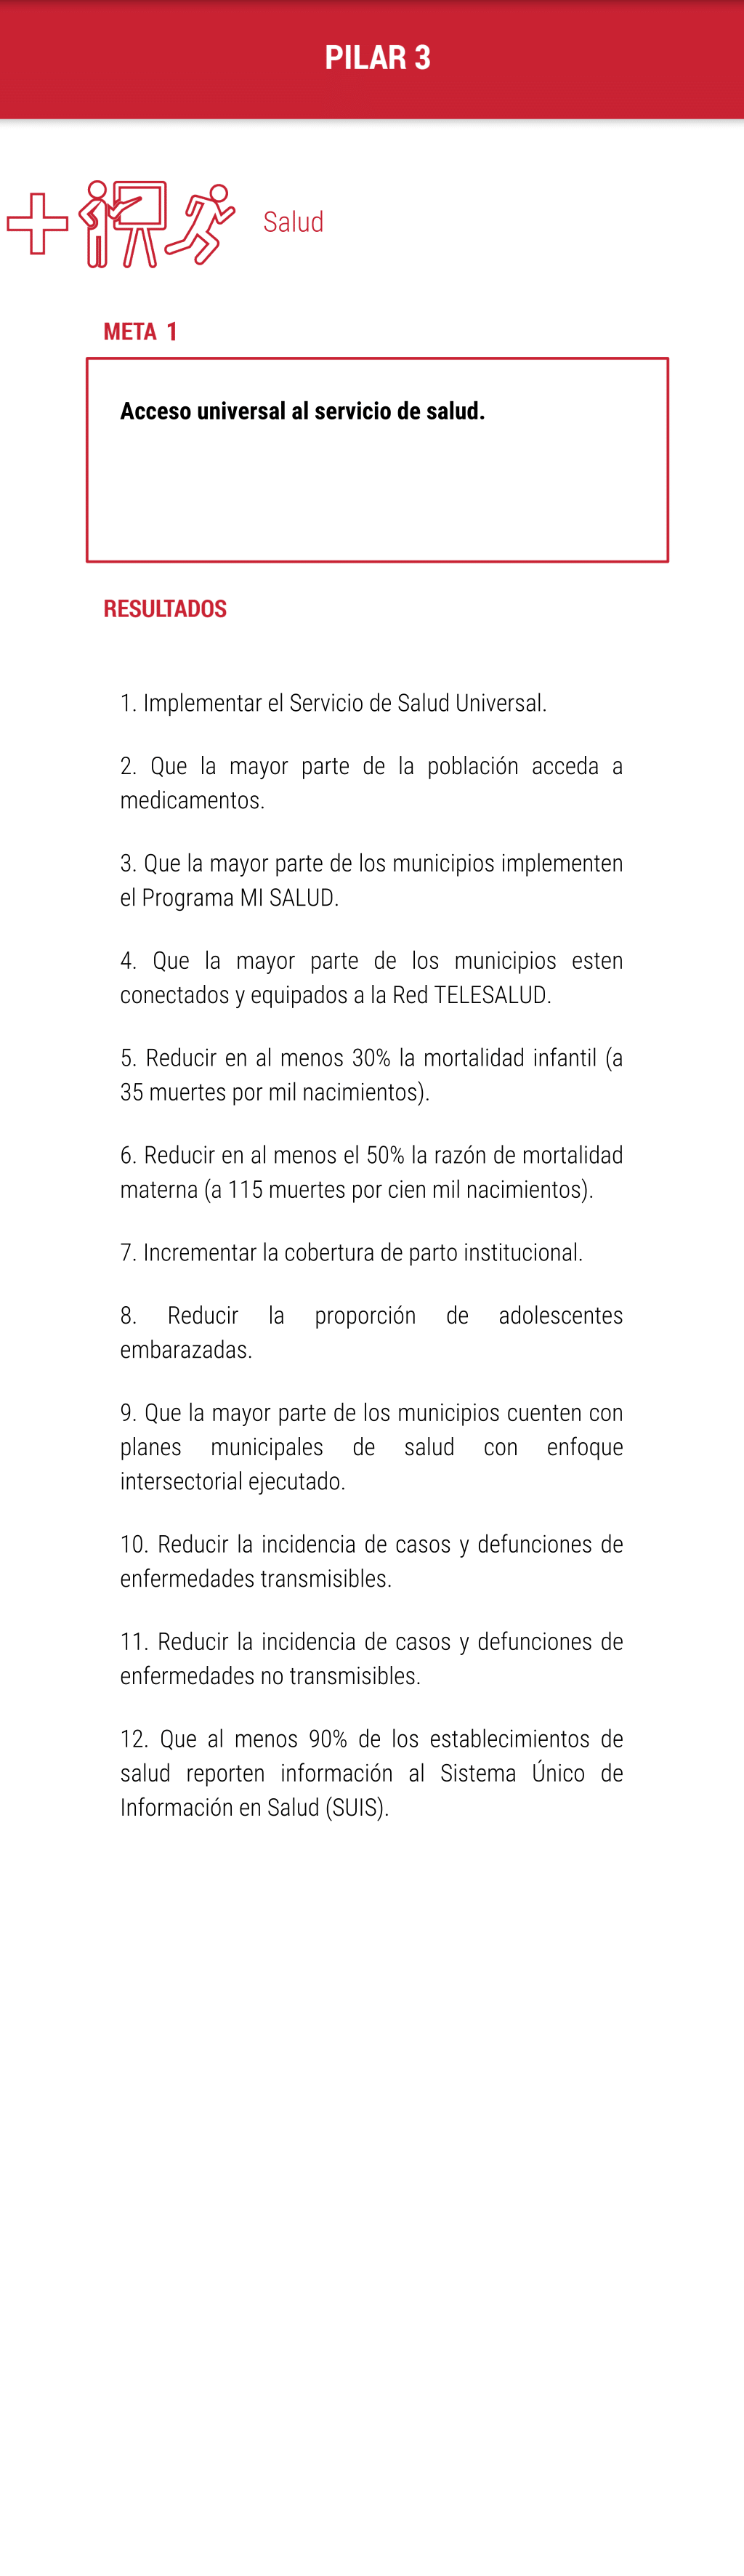 PILAR 3
Salud
META 1
Acceso universal al servicio de salud.
RESULTADOS
1. Implementar el Servicio de Salud Universal.
2. Que la mayor parte de la población acceda a
medicamentos.
3. Que la mayor parte de los municipios implementen
el Programa MI SALUD.
4. Que la mayor parte de los municipios esten
conectados y equipados a la Red TELESALUD.
5. Reducir en al menos 30% la mortalidad infantil (a
35 muertes por mil nacimientos).
6. Reducir en al menos el 50% la razón de mortalidad
materna (a 115 muertes por cien mil nacimientos).
7. Incrementar la cobertura de parto institucional.
8. Reducir la proporción de adolescentes
embarazadas.
9. Que la mayor parte de los municipios cuenten con
planes municipales de salud con enfoque
intersectorial ejecutado.
10. Reducir la incidencia de casos y defunciones de
enfermedades transmisibles.
11. Reducir la incidencia de casos y defunciones de
enfermedades no transmisibles.
12. Que al menos 90% de los establecimientos de
salud reporten información al Sistema Único de
Información en Salud (SUIS).